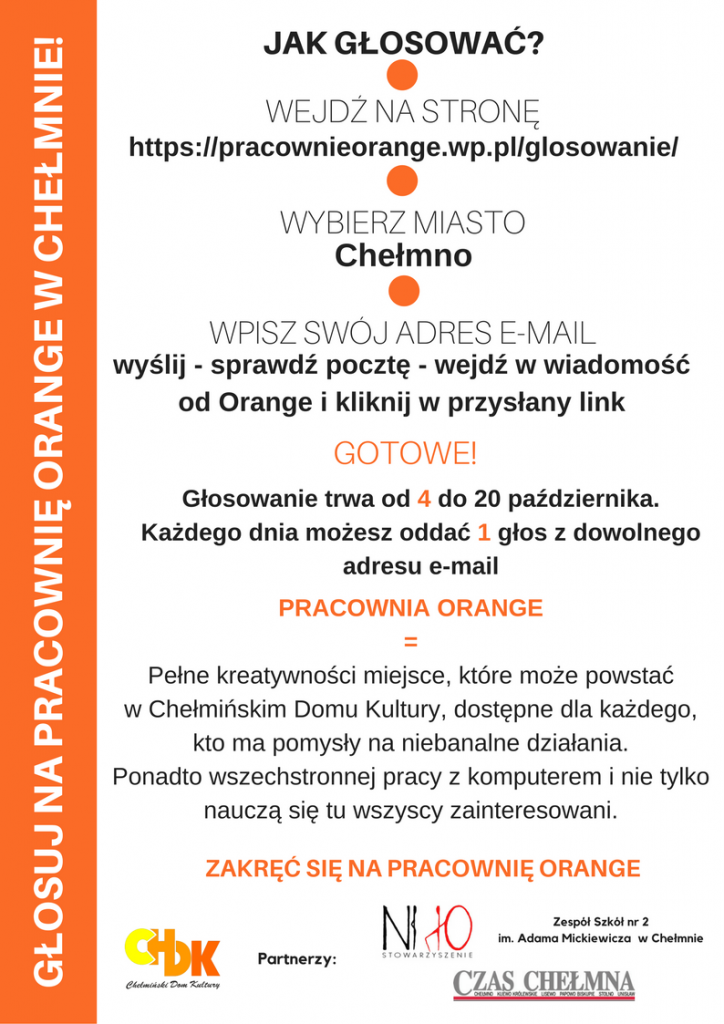 GŁOSUJ NA PRACOWNIĘ ORANGE W CHEŁMNIE!
JAK GŁOSOWAĆ?
WEJDŹ NA STRONĘ
https://pracownieorange.wp.pl/glosowanie/
WYBIERZ MIASTO
Chełmno
WPISZ SWÓJ ADRES E-MAIL
wyślij - sprawdź pocztę - wejdź w wiadomość
od Orange i kliknij w przysłany link
GOTOWE!
Głosowanie trwa od 4 do 20 października.
Każdego dnia możesz oddać 1 głos z dowolnego
adresu e-mail
PRACOWNIA ORANGE
=
Pełne kreatywności miejsce, które może powstać
w Chełmińskim Domu Kultury, dostępne dla każdego,
kto ma pomysły na niebanalne działania.
Ponadto wszechstronnej pracy z komputerem i nie tylko
nauczą się tu wszyscy zainteresowani.
ZAKRĘĆ SIĘ NA PRACOWNIĘ ORANGE
CHDK
Chełmiński Dom Kultury
Partnerzy:
STOWARZYSZENIE
Zespół Szkół nr 2
im. Adama Mickiewicza w Chełmnie
CZAS CHEŁMNA